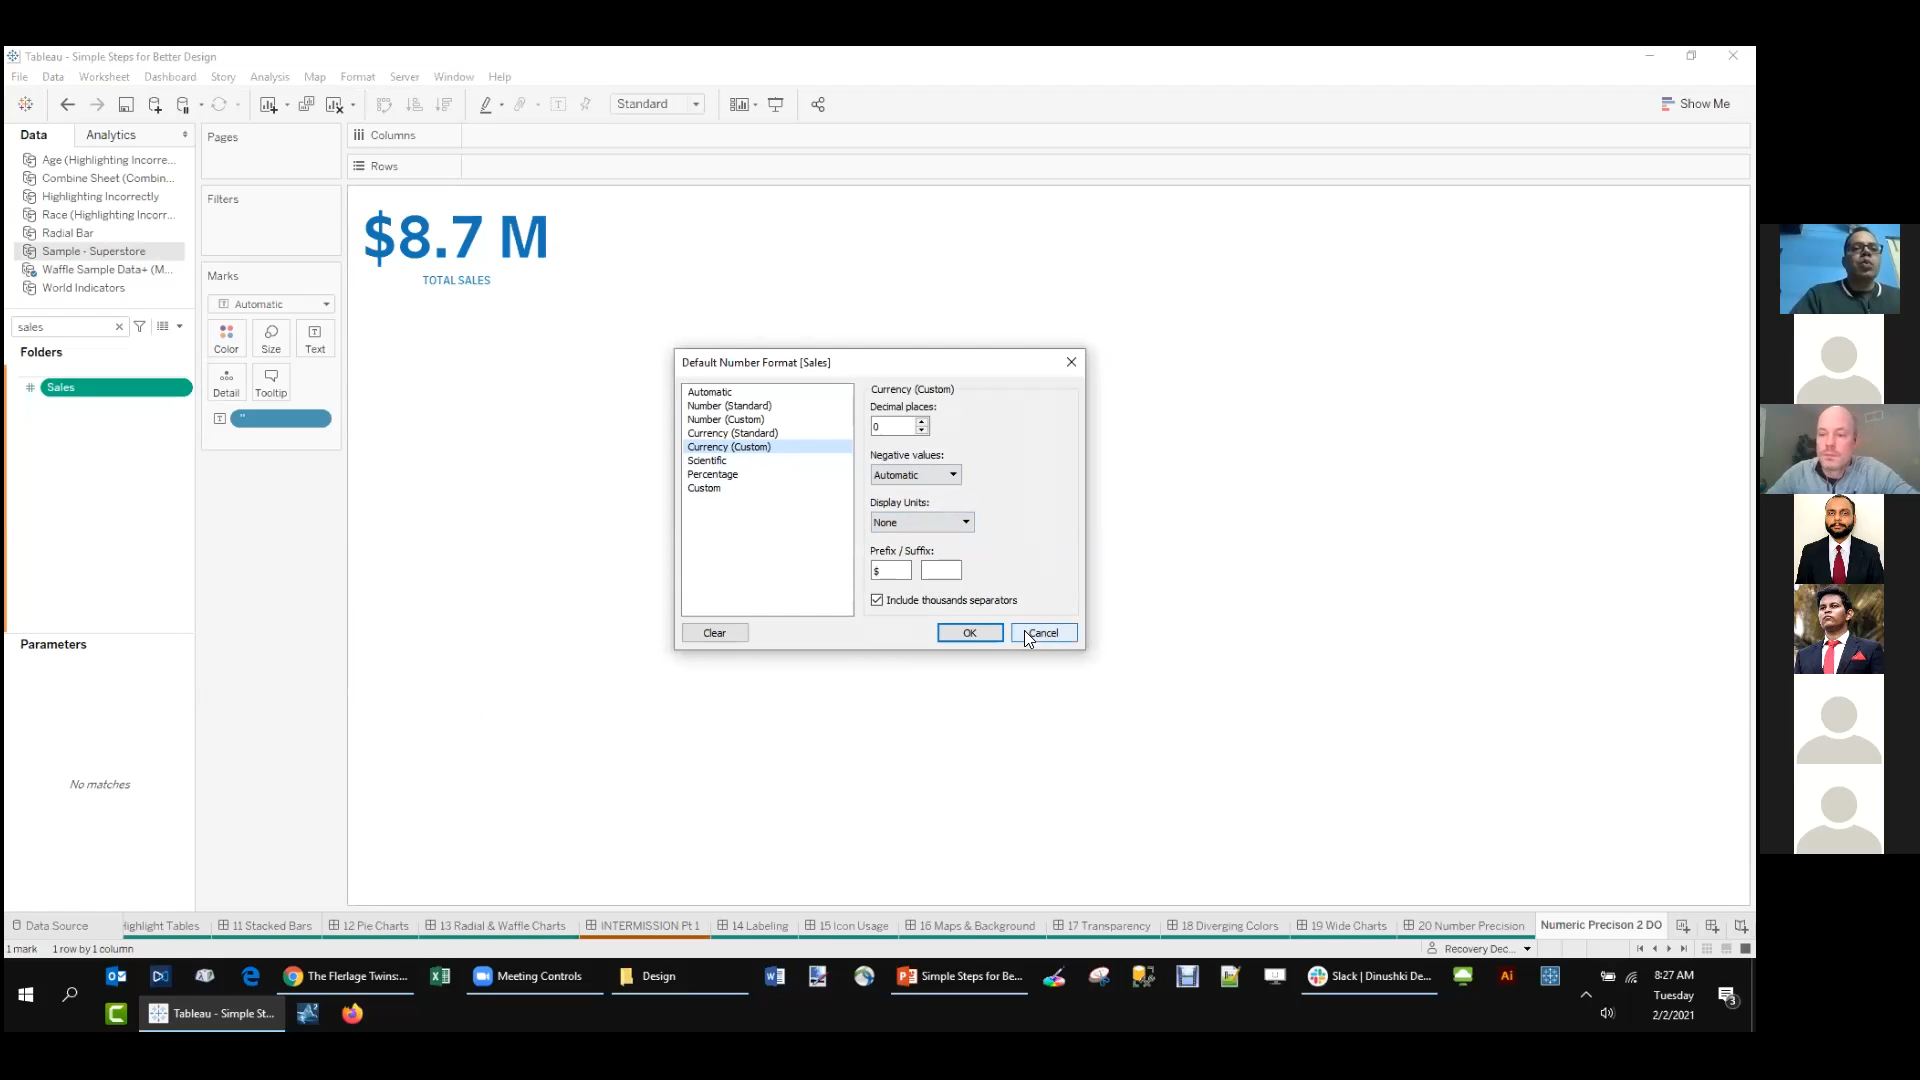 Tableau - Simple Steps for Better Design
File Data Worksheet Dashboard Story Analysis Map Format Server Window Help
Standard
Show Me
Data
Analytics
Pages
Columns
Rows
Age (Highlighting Incorre...
Combine Sheet (Combin...
Highlighting Incorrectly
Race (Highlighting Incorr...
Radial Bar
Sample - Superstore
Waffle Sample Data+ (M...
World Indicators
sales
Folders
Sales
Parameters
No matches
Filters
Marks
Automatic
Color
Size
Text
Detail
Tooltip
"
$8.7 M
TOTAL SALES
Default Number Format [Sales]
Automatic
Number (Standard)
Number (Custom)
Currency (Standard)
Currency (Custom)
Scientific
Percentage
Custom
Currency (Custom)
Decimal places:
0
Negative values:
Automatic
Display Units:
None
Prefix / Suffix:
$
Include thousands separators
Clear
OK
Cancel
Data Source
Highlight Tables
11 Stacked Bars
12 Pie Charts
13 Radial & Waffle Charts
INTERMISSION Pt 1
14 Labeling
15 Icon Usage
16 Maps & Background
17 Transparency
18 Diverging Colors
19 Wide Charts
20 Number Precision
Numeric Precison 2 DO
1 mark
1 row by 1 column
Recovery Dec...
The Flerlage Twins:...
Meeting Controls
Design
Simple Steps for Be...
Slack | Dinushki De...
Ai
8:27 AM
Tuesday
2/2/2021
3
Tableau - Simple St...